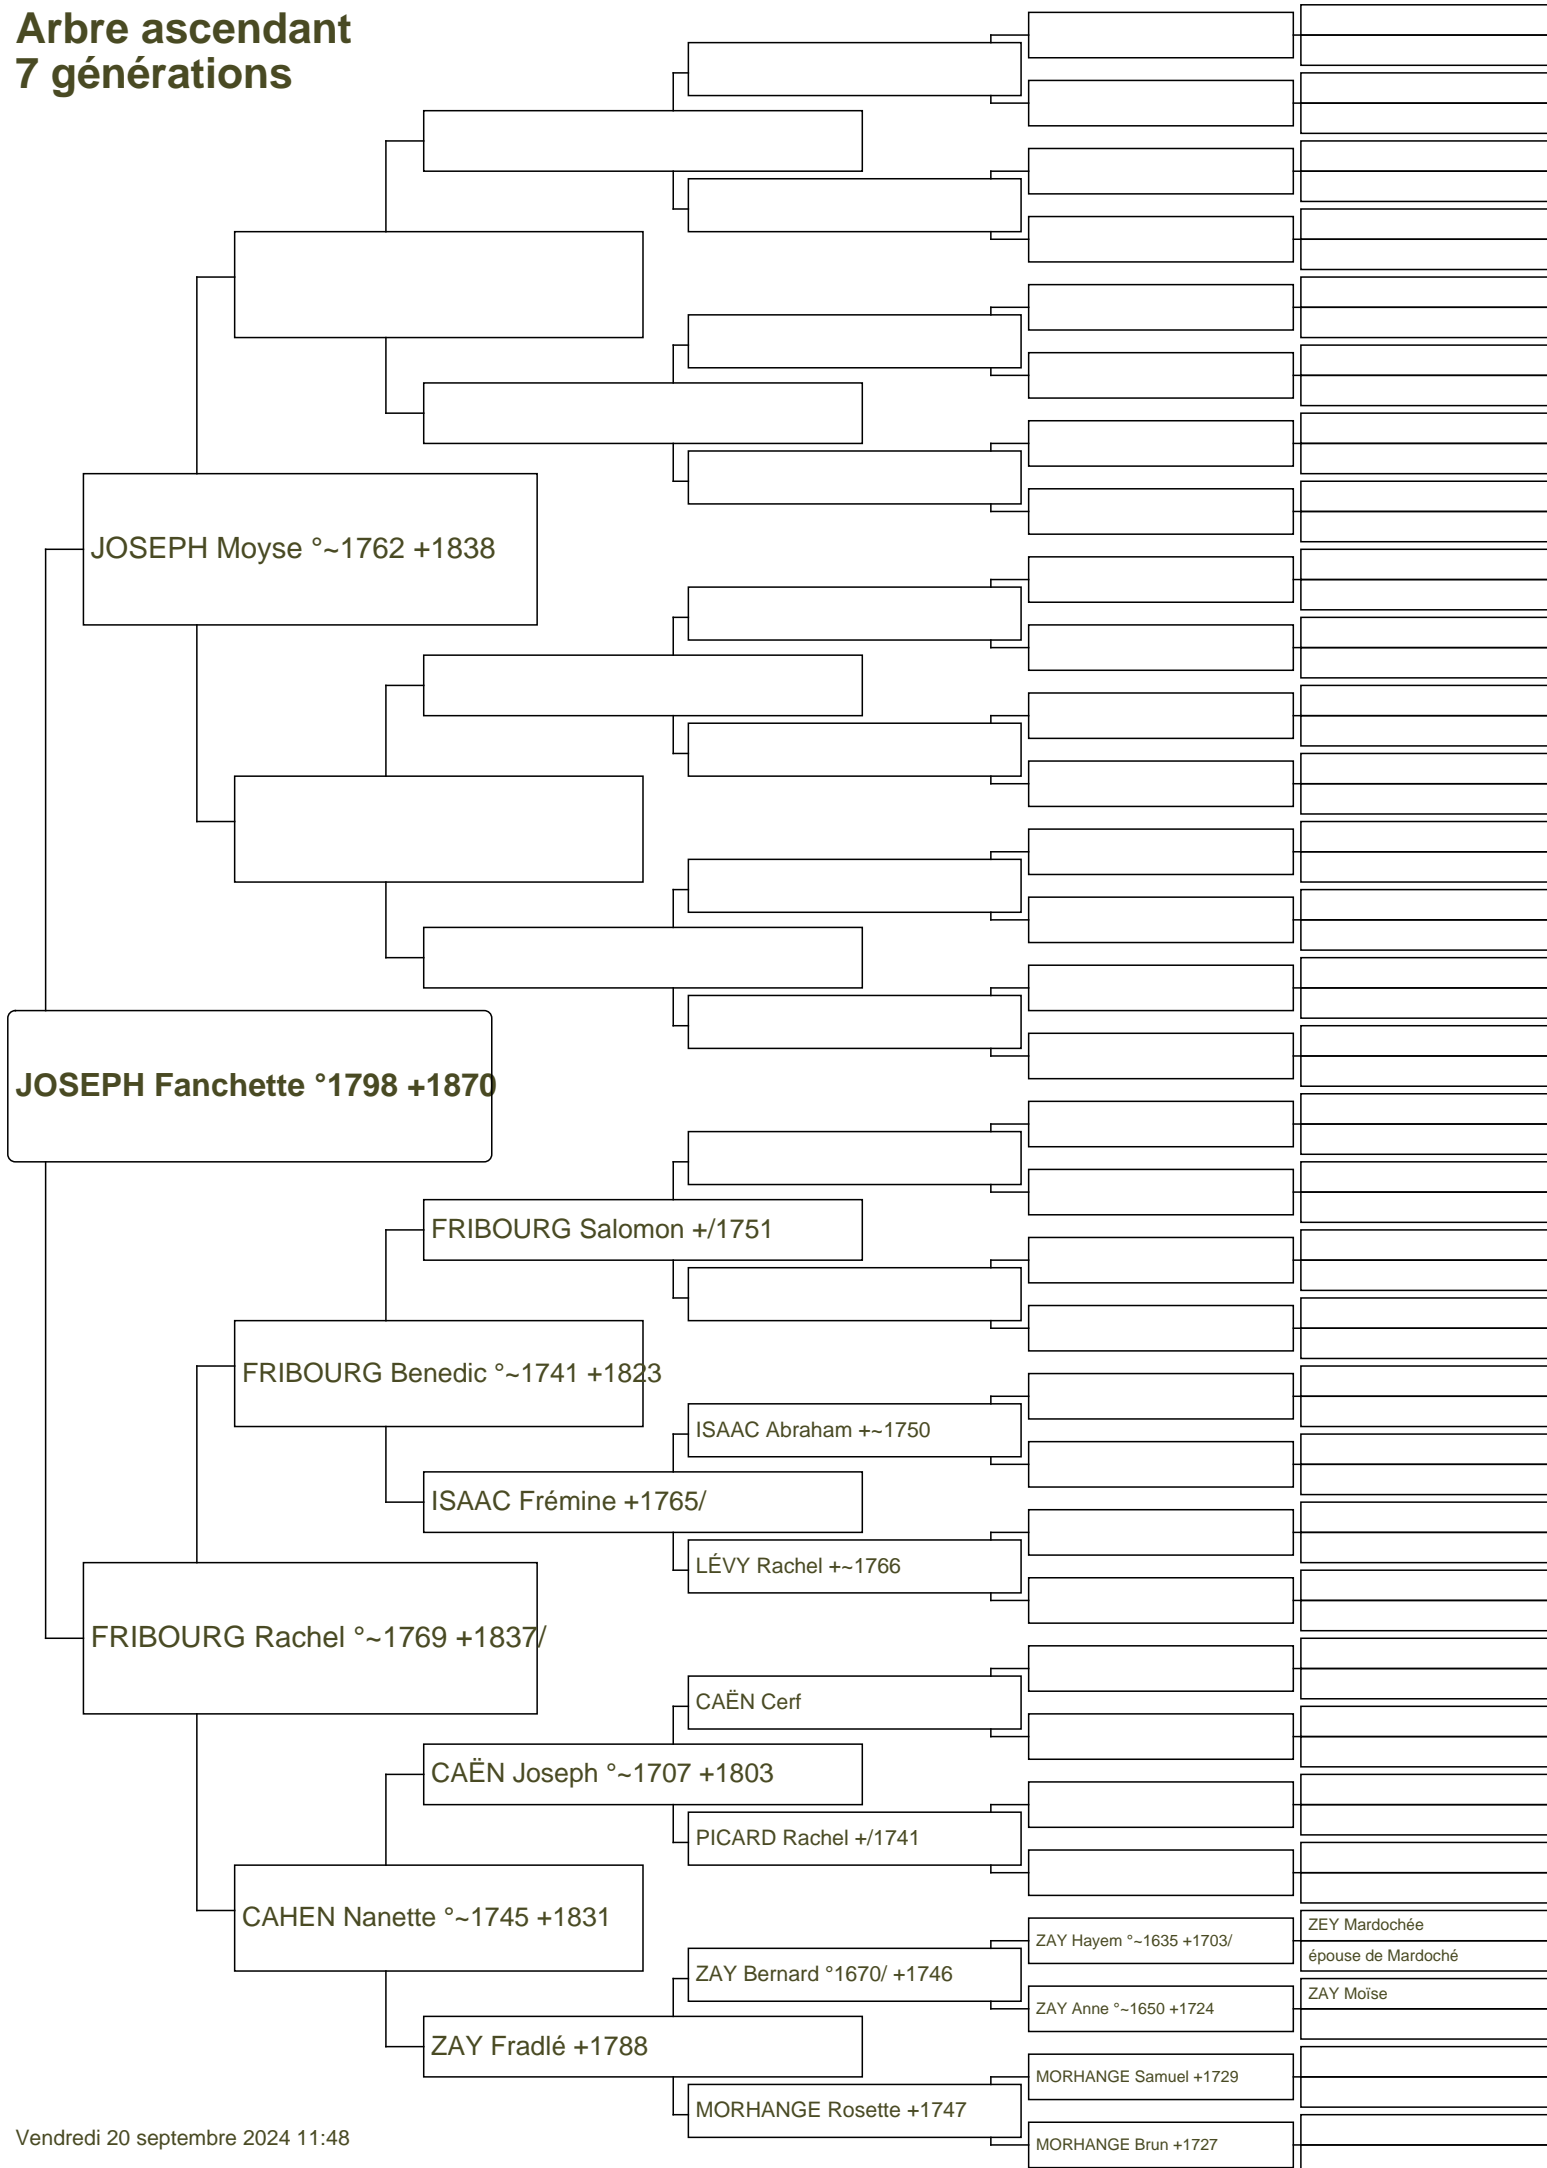 Arbre ascendant
7 générations
JOSEPH Moyse °~1762 +1838
JOSEPH Fanchette °1798 +1870
FRIBOURG Salomon +/1751
FRIBOURG Benedic °~1741 +1823
ISAAC Abraham +~1750
ISAAC Frémine +1765/
LÉVY Rachel +~1766
FRIBOURG Rachel °~1769 +1837/
CAËN Cerf
CAËN Joseph °~1707 +1803
PICARD Rachel +/1741
CAHEN Nanette °~1745 +1831
ZEY Mardochée
ZAY Hayem °~1635 +1703/
épouse de Mardoché
ZAY Bernard °1670/ +1746
ZAY Moïse
ZAY Anne °~1650 +1724
ZAY Fradlé +1788
MORHANGE Samuel +1729
MORHANGE Rosette +1747
MORHANGE Brun +1727
Vendredi 20 septembre 2024 11:48